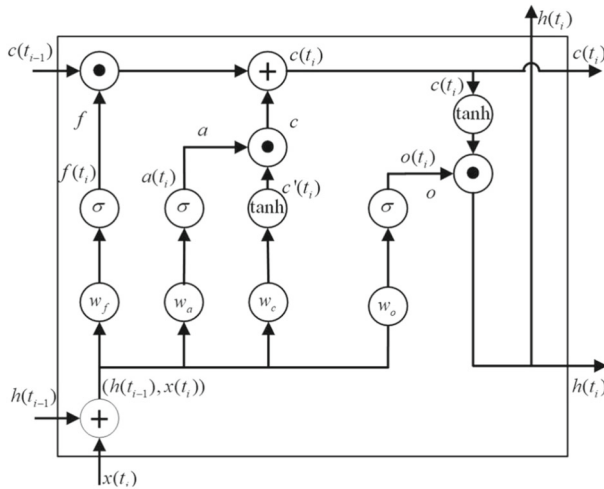 h(t_i)
c(t_{i-1})
c(t_i)
c(t_i)
c(t_i)
tanh
f
a
c
f(t_i)
a(t_i)
c'(t_i)
o(t_i)
o
σ
σ
tanh
σ
w_f
w_a
w_c
w_o
(h(t_{i-1}), x(t_i))
h(t_{i-1})
h(t_i)
x(t_i)